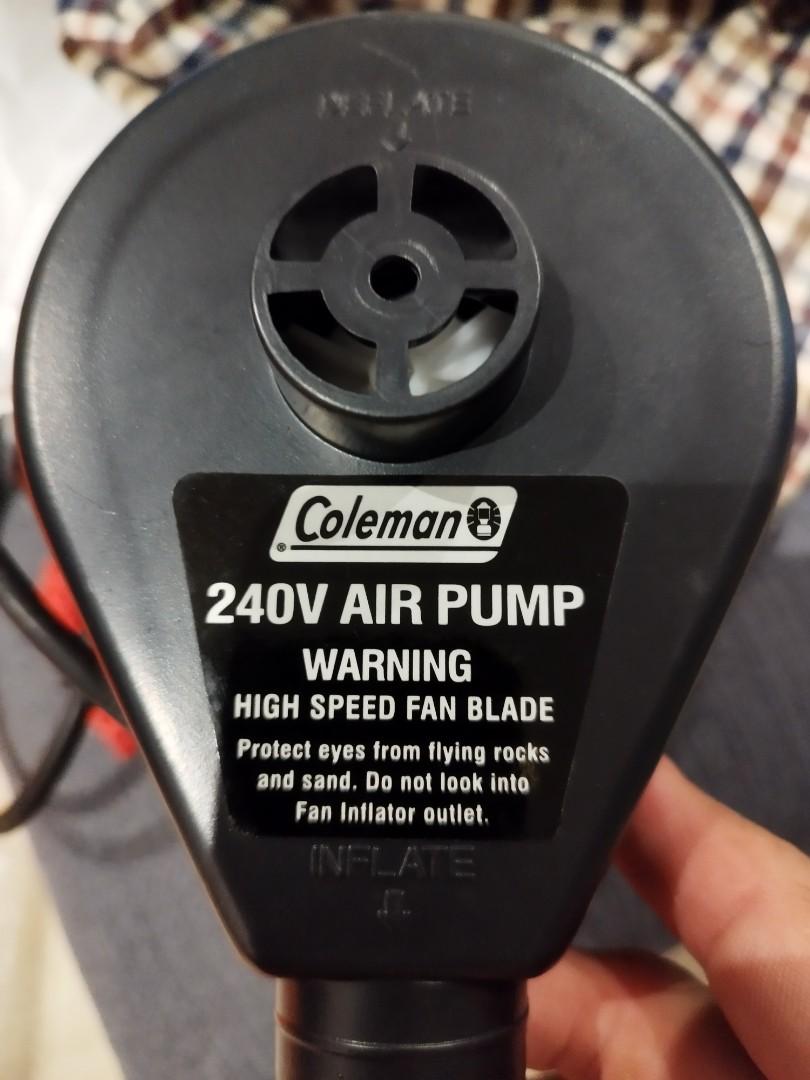 DEFLATE
Coleman
®
240V AIR PUMP
WARNING
HIGH SPEED FAN BLADE
Protect eyes from flying rocks
and sand. Do not look into
Fan Inflator outlet.
INFLATE